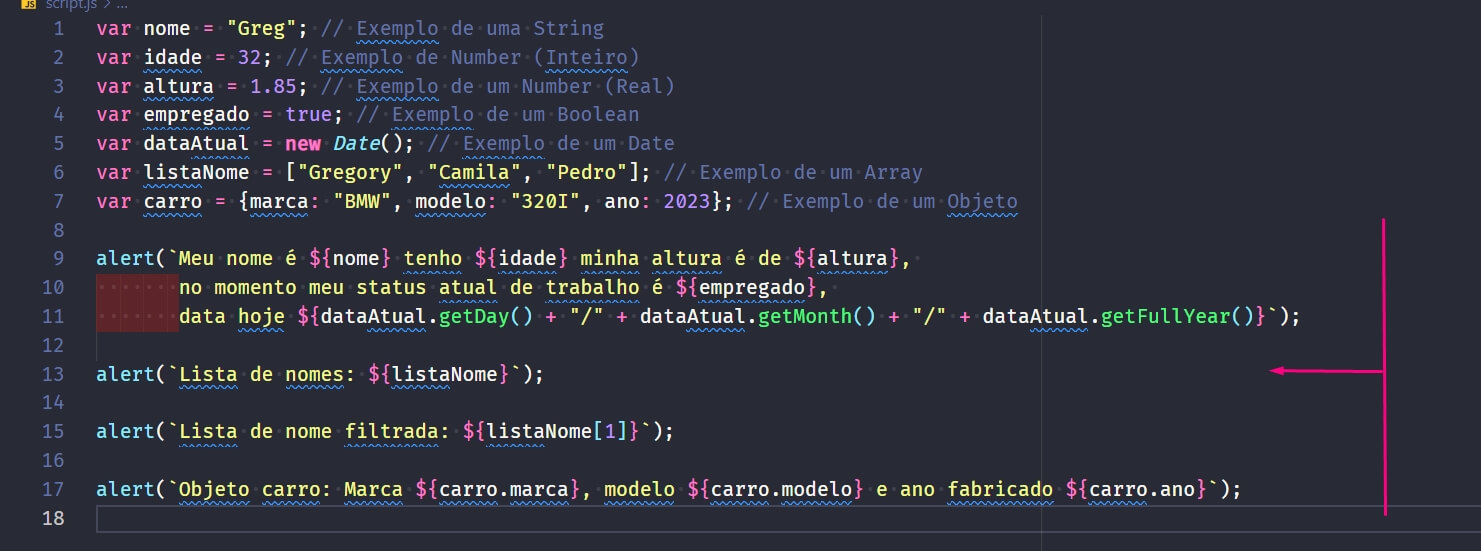 JS script.js > ...
1 var nome = "Greg"; // Exemplo de uma String
2 var idade = 32; // Exemplo de Number (Inteiro)
3 var altura = 1.85; // Exemplo de um Number (Real)
4 var empregado = true; // Exemplo de um Boolean
5 var dataAtual = new Date(); // Exemplo de um Date
6 var listaNome = ["Gregory", "Camila", "Pedro"]; // Exemplo de um Array
7 var carro = {marca: "BMW", modelo: "320I", ano: 2023}; // Exemplo de um Objeto
8
9 alert(`Meu nome é ${nome} tenho ${idade} minha altura é de ${altura},
10 no momento meu status atual de trabalho é ${empregado},
11 data hoje ${dataAtual.getDay() + "/" + dataAtual.getMonth() + "/" + dataAtual.getFullYear()}`);
12
13 alert(`Lista de nomes: ${listaNome}`);
14
15 alert(`Lista de nome filtrada: ${listaNome[1]}`);
16
17 alert(`Objeto carro: Marca ${carro.marca}, modelo ${carro.modelo} e ano fabricado ${carro.ano}`);
18